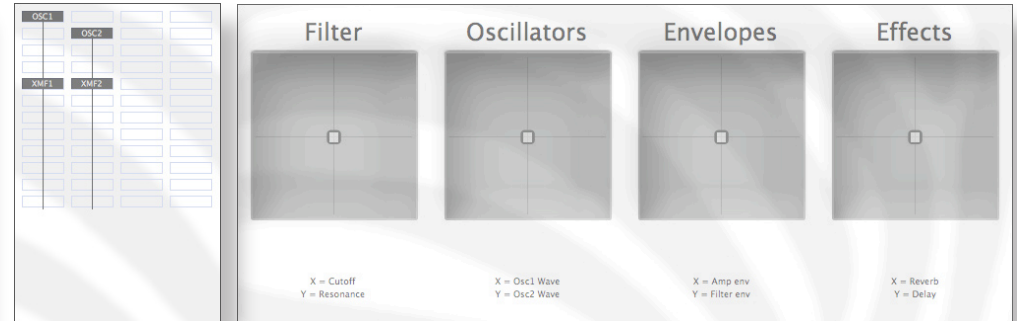 OSC1
OSC2
XMF1 XMF2
Filter Oscillators Envelopes Effects
X = Cutoff
Y = Resonance
X = Osc1 Wave
Y = Osc2 Wave
X = Amp env
Y = Filter env
X = Reverb
Y = Delay